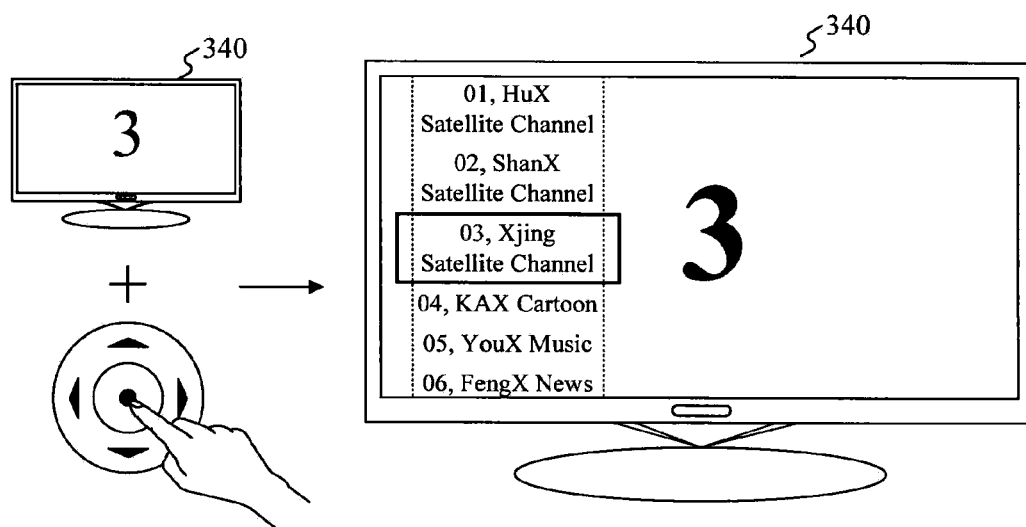 340
3
340
01, HuX
Satellite Channel
02, ShanX
Satellite Channel
03, Xjing
Satellite Channel
04, KAX Cartoon
05, YouX Music
06, FengX News
3